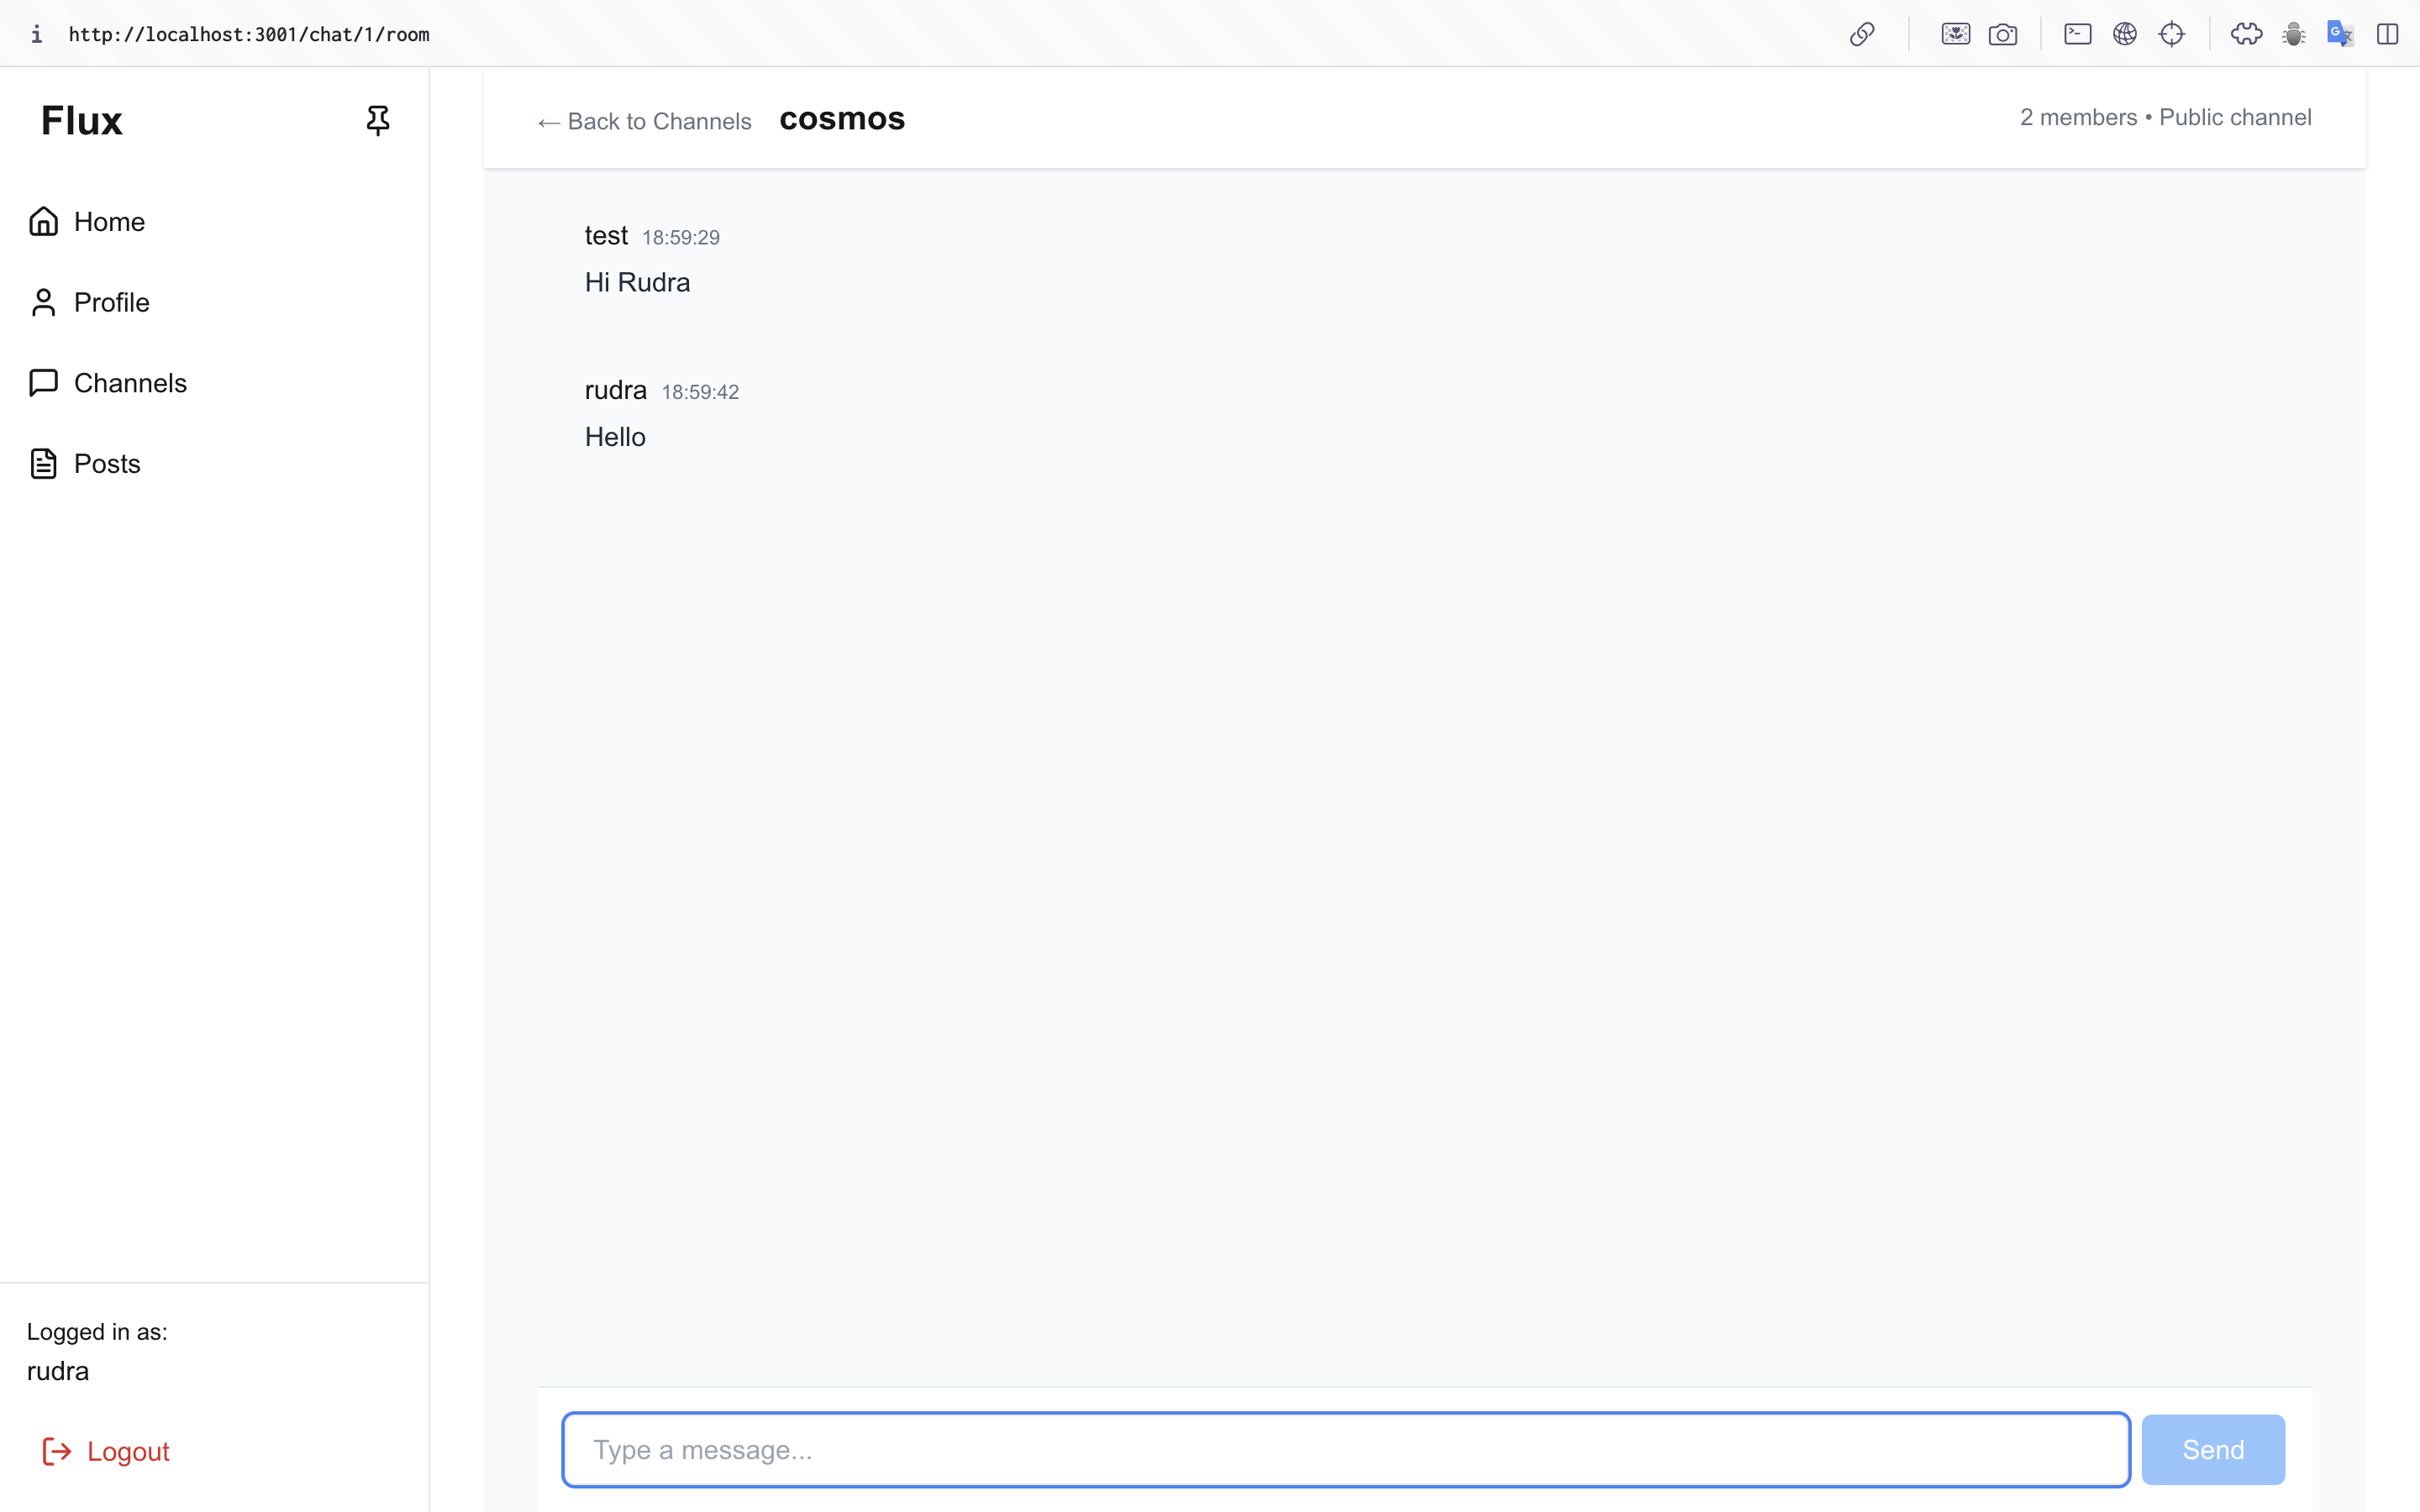 http://localhost:3001/chat/1/room
Flux
Home
Profile
Channels
Posts
Logged in as:
rudra
Logout
← Back to Channels cosmos
2 members • Public channel
test 18:59:29
Hi Rudra
rudra 18:59:42
Hello
Type a message...
Send